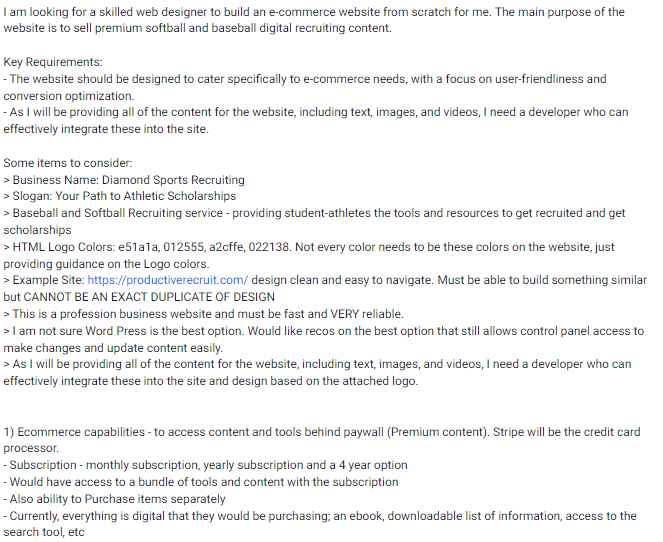 I am looking for a skilled web designer to build an e-commerce website from scratch for me. The main purpose of the
website is to sell premium softball and baseball digital recruiting content.
Key Requirements:
- The website should be designed to cater specifically to e-commerce needs, with a focus on user-friendliness and
conversion optimization.
- As I will be providing all of the content for the website, including text, images, and videos, I need a developer who can
effectively integrate these into the site.
Some items to consider:
> Business Name: Diamond Sports Recruiting
> Slogan: Your Path to Athletic Scholarships
> Baseball and Softball Recruiting service - providing student-athletes the tools and resources to get recruited and get
scholarships
> HTML Logo Colors: e51a1a, 012555, a2cffe, 022138. Not every color needs to be these colors on the website, just
providing guidance on the Logo colors.
> Example Site: https://productiverecruit.com/ design clean and easy to navigate. Must be able to build something similar
but CANNOT BE AN EXACT DUPLICATE OF DESIGN
> This is a profession business website and must be fast and VERY reliable.
> I am not sure Word Press is the best option. Would like recos on the best option that still allows control panel access to
make changes and update content easily.
> As I will be providing all of the content for the website, including text, images, and videos, I need a developer who can
effectively integrate these into the site and design based on the attached logo.
1) Ecommerce capabilities - to access content and tools behind paywall (Premium content). Stripe will be the credit card
processor.
- Subscription - monthly subscription, yearly subscription and a 4 year option
- Would have access to a bundle of tools and content with the subscription
- Also ability to Purchase items separately
- Currently, everything is digital that they would be purchasing; an ebook, downloadable list of information, access to the
search tool, etc